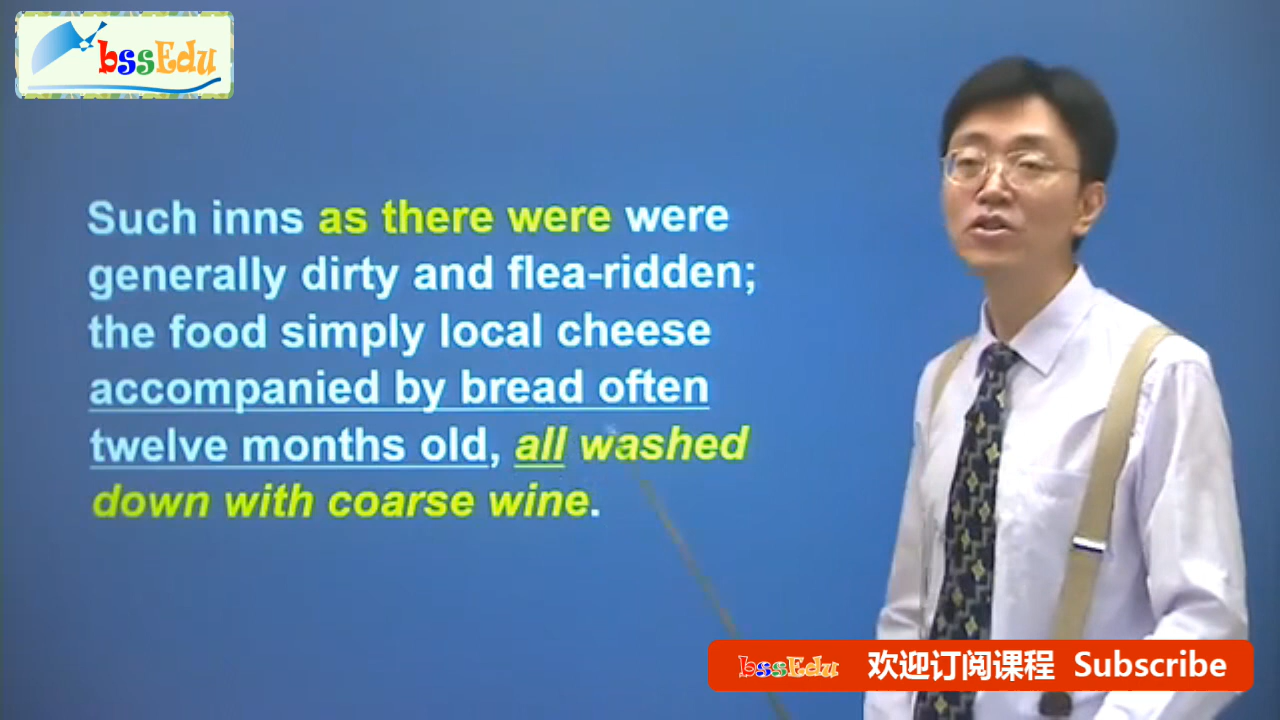 bssEdu
Such inns as there were were
generally dirty and flea-ridden;
the food simply local cheese
accompanied by bread often
twelve months old, all washed
down with coarse wine.
bssEdu 欢迎订阅课程 Subscribe